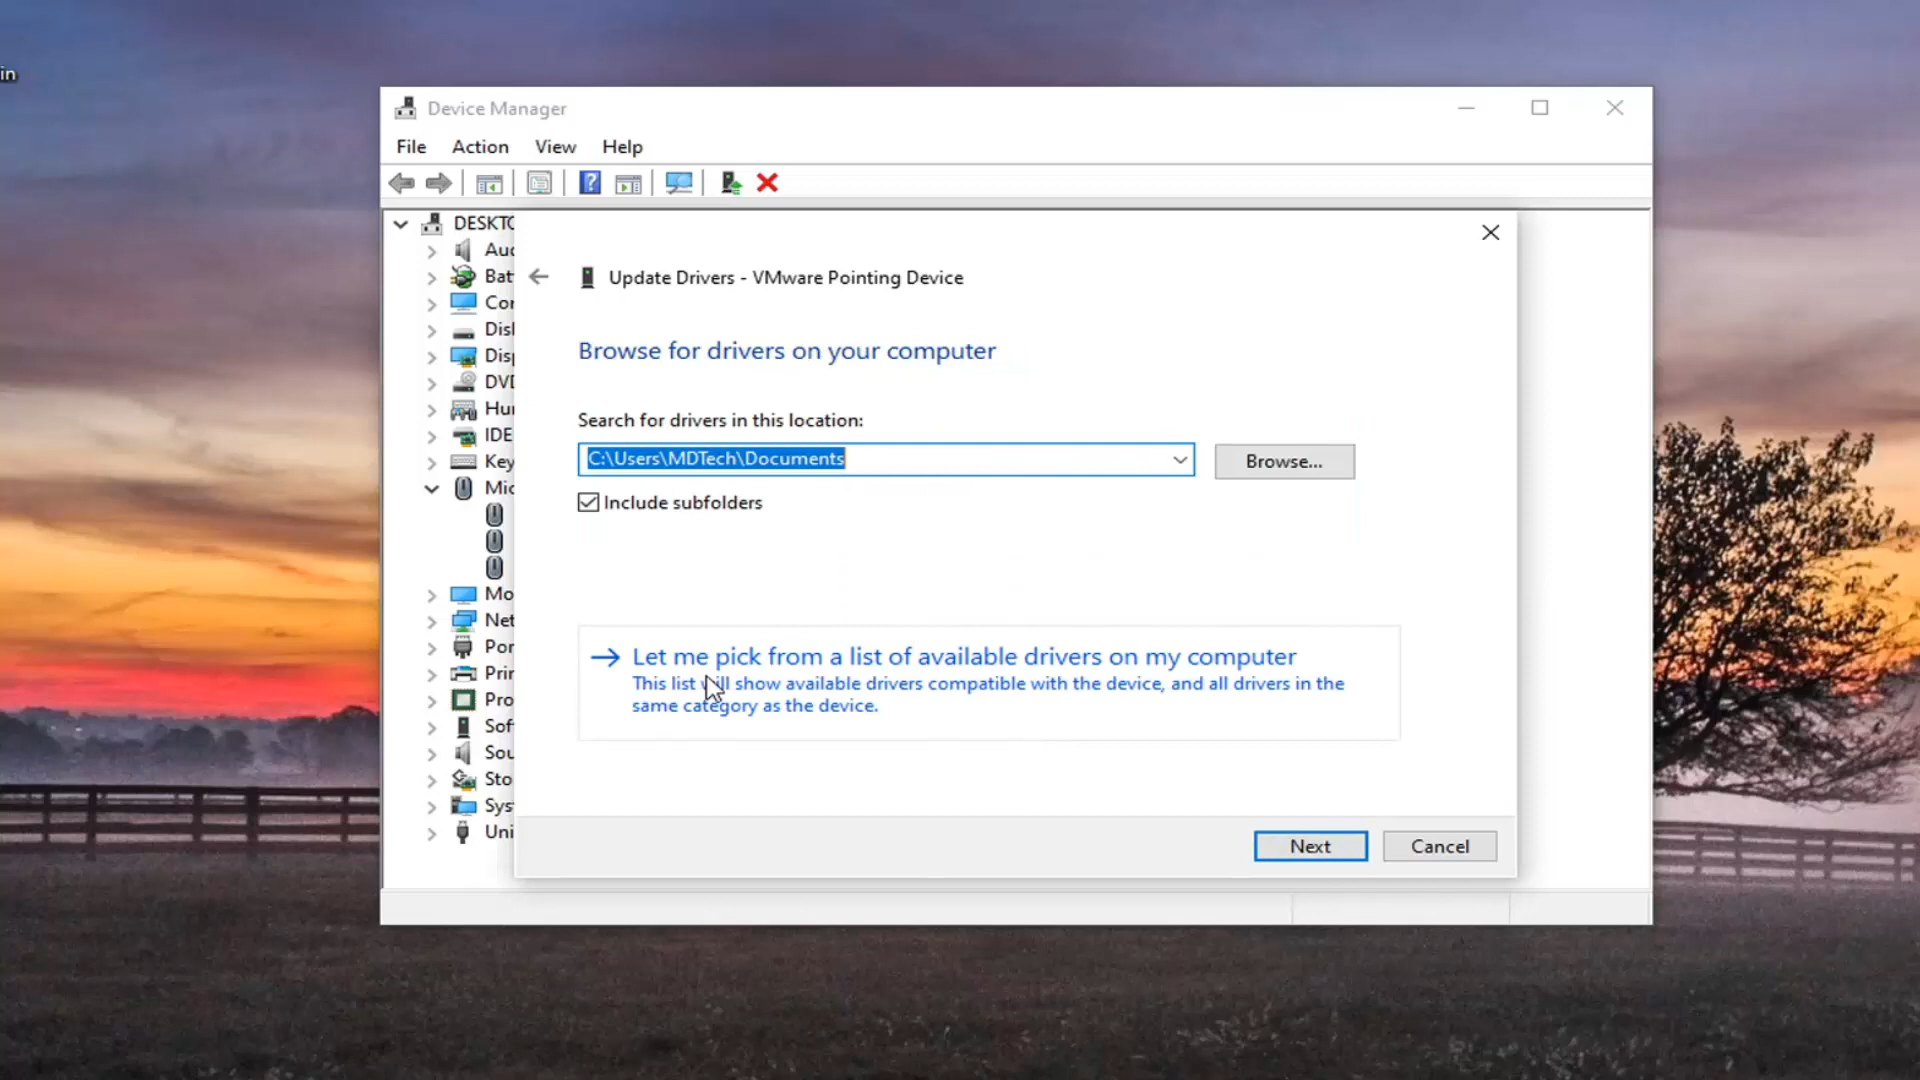 in
Device Manager
File Action View Help
DESKTO
Aud
Bat
Cor
Disl
Disp
DVD
Hur
IDE
Key
Mic
Mo
Net
Por
Prir
Pro
Sof
Sou
Sto
Sys
Uni
Update Drivers - VMware Pointing Device
Browse for drivers on your computer
Search for drivers in this location:
C:\Users\MDTech\Documents
Browse...
Include subfolders
Let me pick from a list of available drivers on my computer
This list will show available drivers compatible with the device, and all drivers in the
same category as the device.
Next Cancel